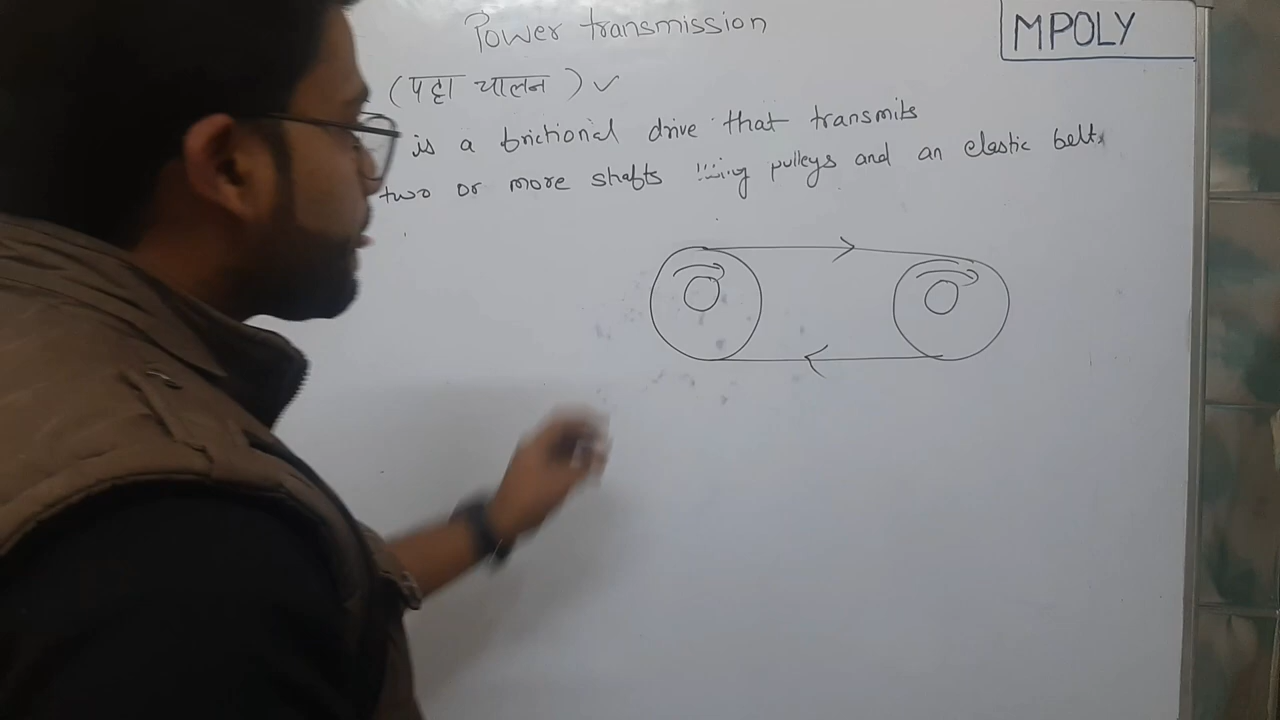 Power transmission
MPOLY
(पट्टा चालन) ✓
is a frictional drive that transmits
two or more shafts using pulleys and an elastic belt.